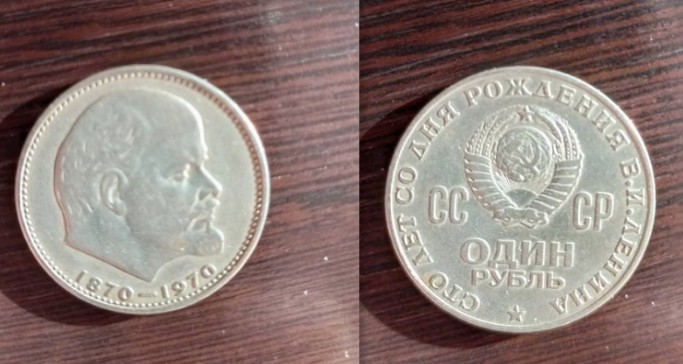 1870—1970
СТО ЛЕТ СО ДНЯ РОЖДЕНИЯ В.И.ЛЕНИНА
СС СР
ОДИН
РУБЛЬ